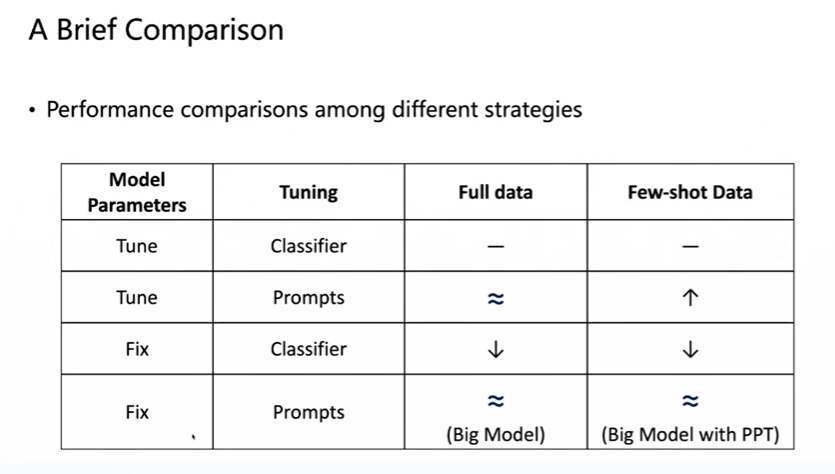 A Brief Comparison
• Performance comparisons among different strategies
Model Parameters Tuning Full data Few-shot Data
Tune Classifier — —
Tune Prompts ≈ ↑
Fix Classifier ↓ ↓
Fix Prompts ≈ (Big Model) ≈ (Big Model with PPT)